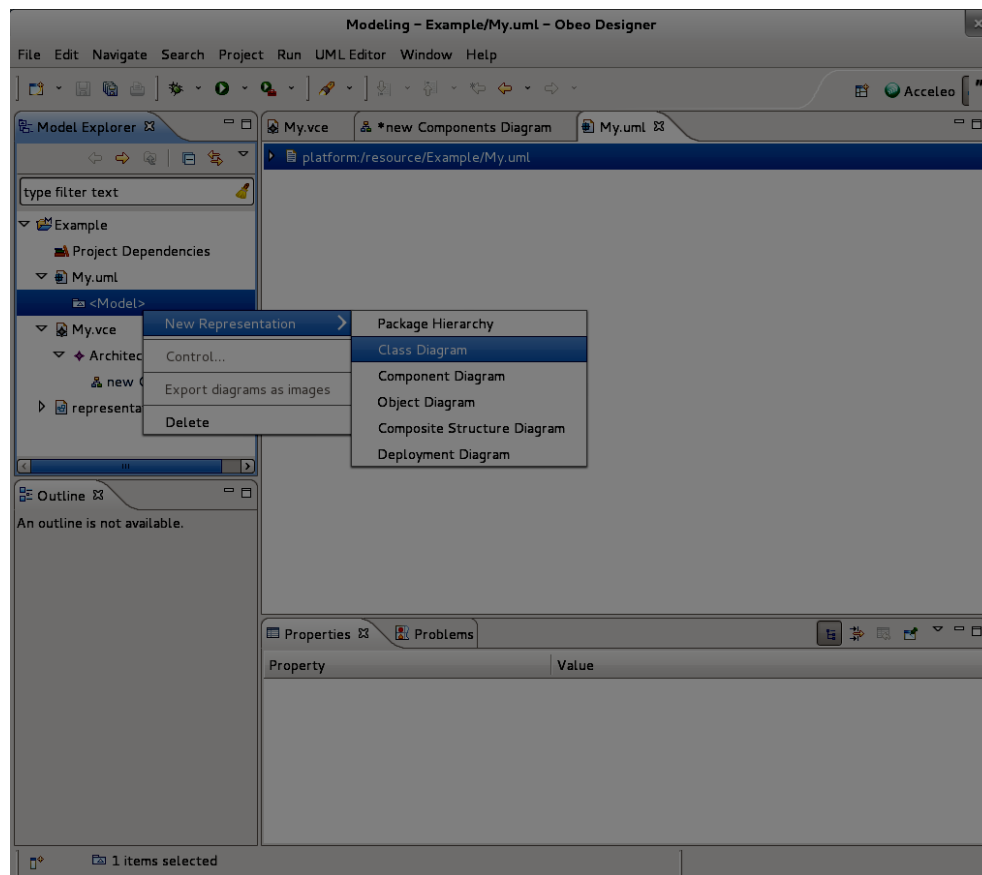 Modeling – Example/My.uml – Obeo Designer
File Edit Navigate Search Project Run UML Editor Window Help
Acceleo
Model Explorer
My.vce
*new Components Diagram
My.uml
platform:/resource/Example/My.uml
type filter text
Example
Project Dependencies
My.uml
<Model>
My.vce
Architec
new
representa
New Representation
Control...
Export diagrams as images
Delete
Package Hierarchy
Class Diagram
Component Diagram
Object Diagram
Composite Structure Diagram
Deployment Diagram
Outline
An outline is not available.
Properties
Problems
Property Value
1 items selected